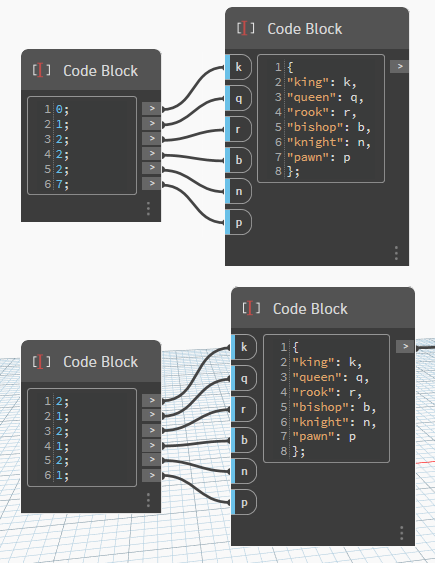 Code Block
1 0;
2 1;
3 2;
4 2;
5 2;
6 7;
>
>
>
>
>
>
Code Block
k
q
r
b
n
p
1 {
2 "king": k,
3 "queen": q,
4 "rook": r,
5 "bishop": b,
6 "knight": n,
7 "pawn": p
8 };
>
Code Block
1 2;
2 1;
3 2;
4 1;
5 2;
6 1;
>
>
>
>
>
>
Code Block
k
q
r
b
n
p
1 {
2 "king": k,
3 "queen": q,
4 "rook": r,
5 "bishop": b,
6 "knight": n,
7 "pawn": p
8 };
>